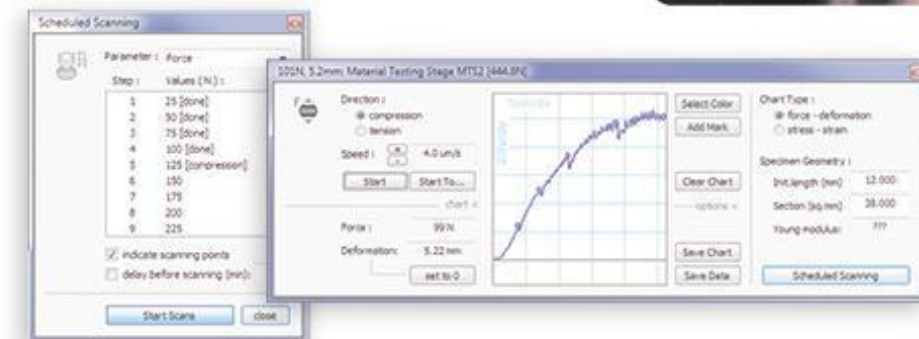 Scheduled Scanning
Parameter : Force
Step : Values (N) :
1 25 [done]
2 50 [done]
3 75 [done]
4 100 [done]
5 125 [compression]
6 150
7 175
8 200
9 225
indicate scanning points
delay before scanning (min):
Start Scans close
101N; 5.2mm; Material Testing Stage MTS2 [444.8N]
Direction :
compression
tension
Speed : 4.0 um/s
Start Start To...
chart <
Force : 99 N
Deformation: 5.22 mm
set to 0
Select Color
Add Mark
Clear Chart
options <
Save Chart
Save Data
Chart Type :
force - deformation
stress - strain
Specimen Geometry :
Init.length (mm) 12.000
Section (sq.mm) 38.000
Young modulus: ???
Scheduled Scanning